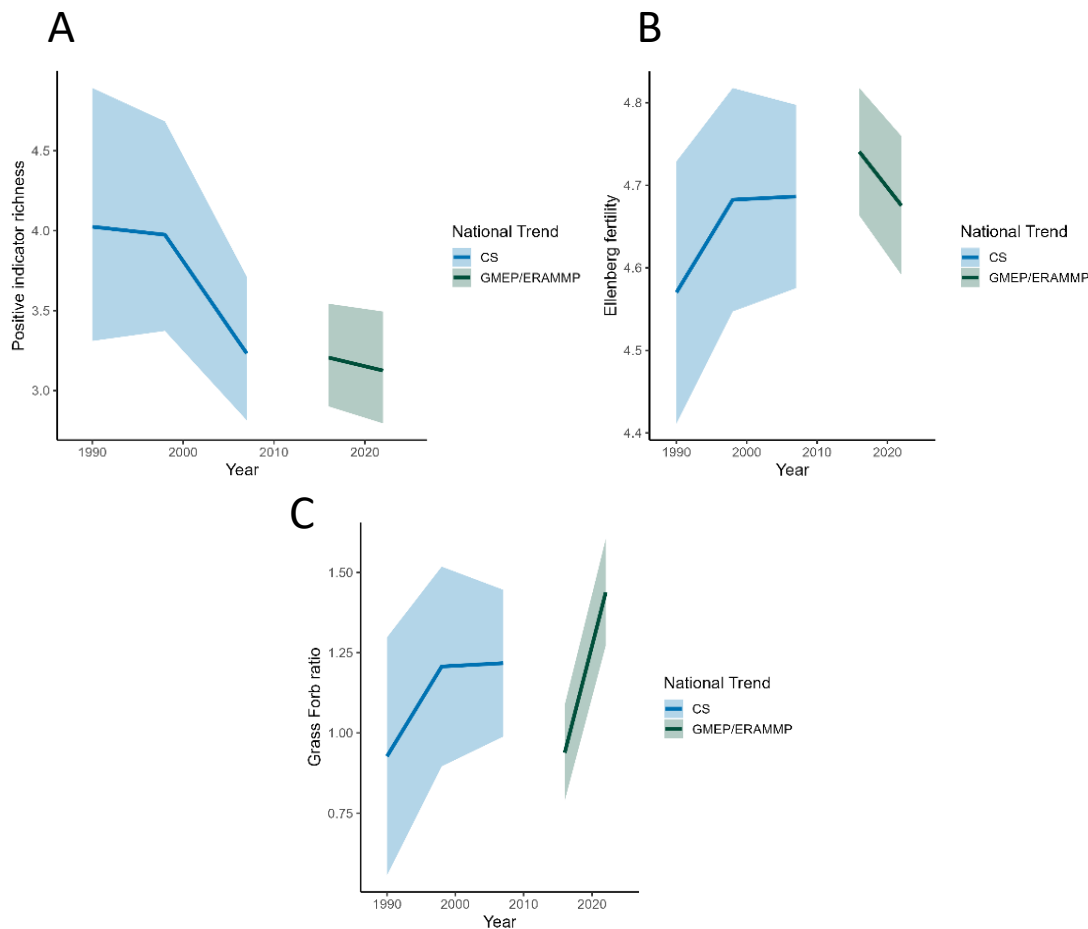 A
Positive indicator richness
4.5
4.0
3.5
3.0
1990 2000 2010 2020
Year
National Trend
CS
GMEP/ERAMMP
B
Ellenberg fertility
4.8
4.7
4.6
4.5
4.4
1990 2000 2010 2020
Year
National Trend
CS
GMEP/ERAMMP
C
Grass Forb ratio
1.50
1.25
1.00
0.75
1990 2000 2010 2020
Year
National Trend
CS
GMEP/ERAMMP